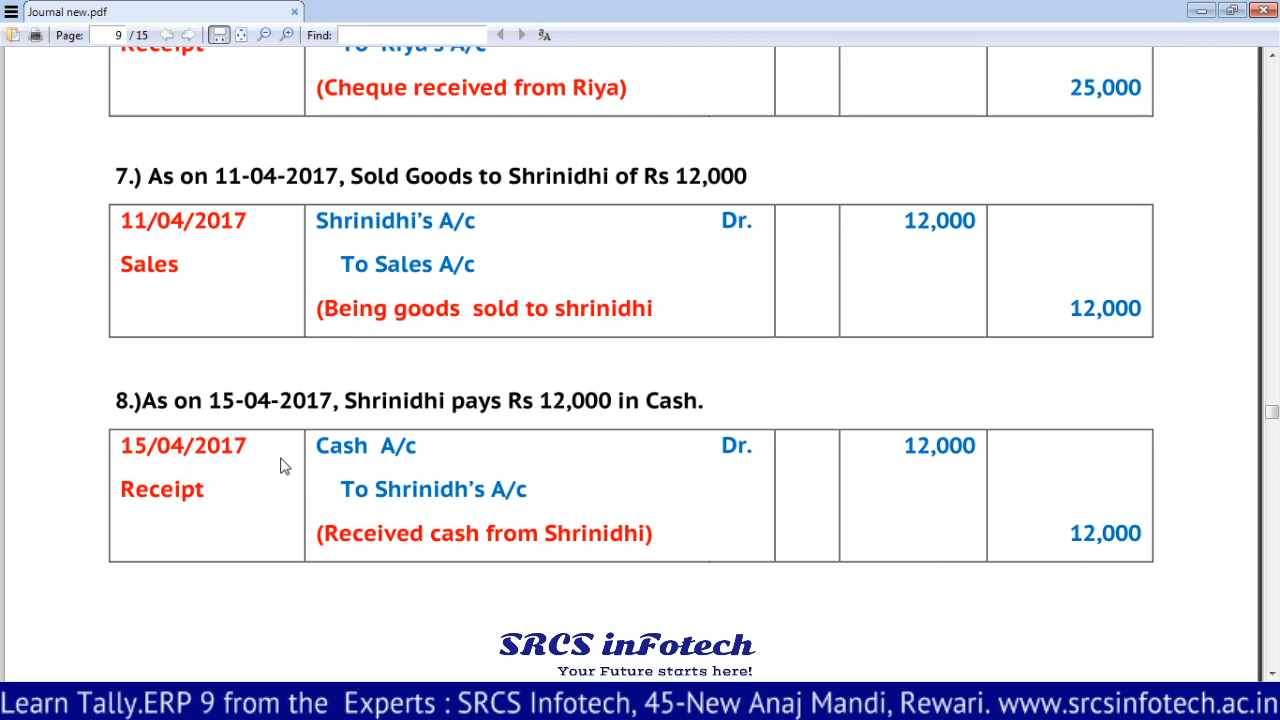 Journal new.pdf
Page: 9 / 15 Find:
Receipt To Riya's A/c
(Cheque received from Riya) 25,000
7.) As on 11-04-2017, Sold Goods to Shrinidhi of Rs 12,000
11/04/2017 Shrinidhi’s A/c Dr. 12,000
Sales To Sales A/c
(Being goods sold to shrinidhi 12,000
8.)As on 15-04-2017, Shrinidhi pays Rs 12,000 in Cash.
15/04/2017 Cash A/c Dr. 12,000
Receipt To Shrinidh’s A/c
(Received cash from Shrinidhi) 12,000
SRCS inFotech
Your Future starts here!
Learn Tally.ERP 9 from the Experts : SRCS Infotech, 45-New Anaj Mandi, Rewari. www.srcsinfotech.ac.in